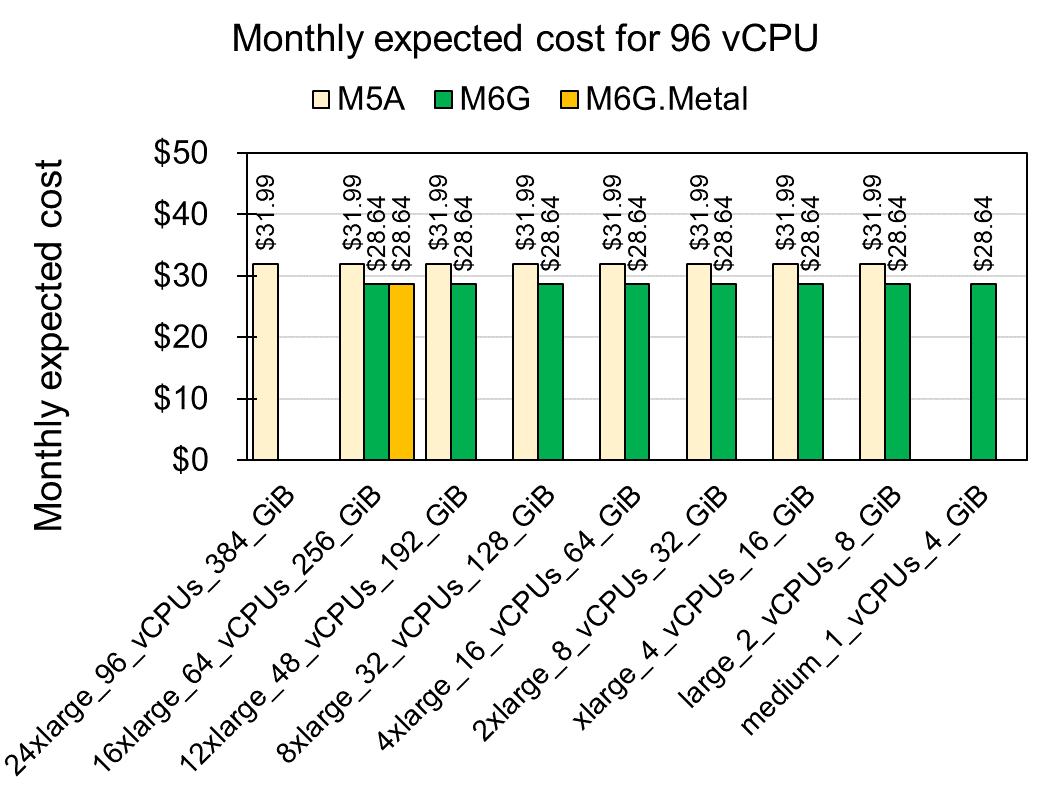 Monthly expected cost for 96 vCPU
M5A M6G M6G.Metal
Monthly expected cost
$50
$40
$30
$20
$10
$0
$31.99
$31.99
$28.64
$28.64
$31.99
$28.64
$31.99
$28.64
$31.99
$28.64
$31.99
$28.64
$31.99
$28.64
$31.99
$28.64
$28.64
24xlarge_96_vCPUs_384_GiB
16xlarge_64_vCPUs_256_GiB
12xlarge_48_vCPUs_192_GiB
8xlarge_32_vCPUs_128_GiB
4xlarge_16_vCPUs_64_GiB
2xlarge_8_vCPUs_32_GiB
xlarge_4_vCPUs_16_GiB
large_2_vCPUs_8_GiB
medium_1_vCPUs_4_GiB